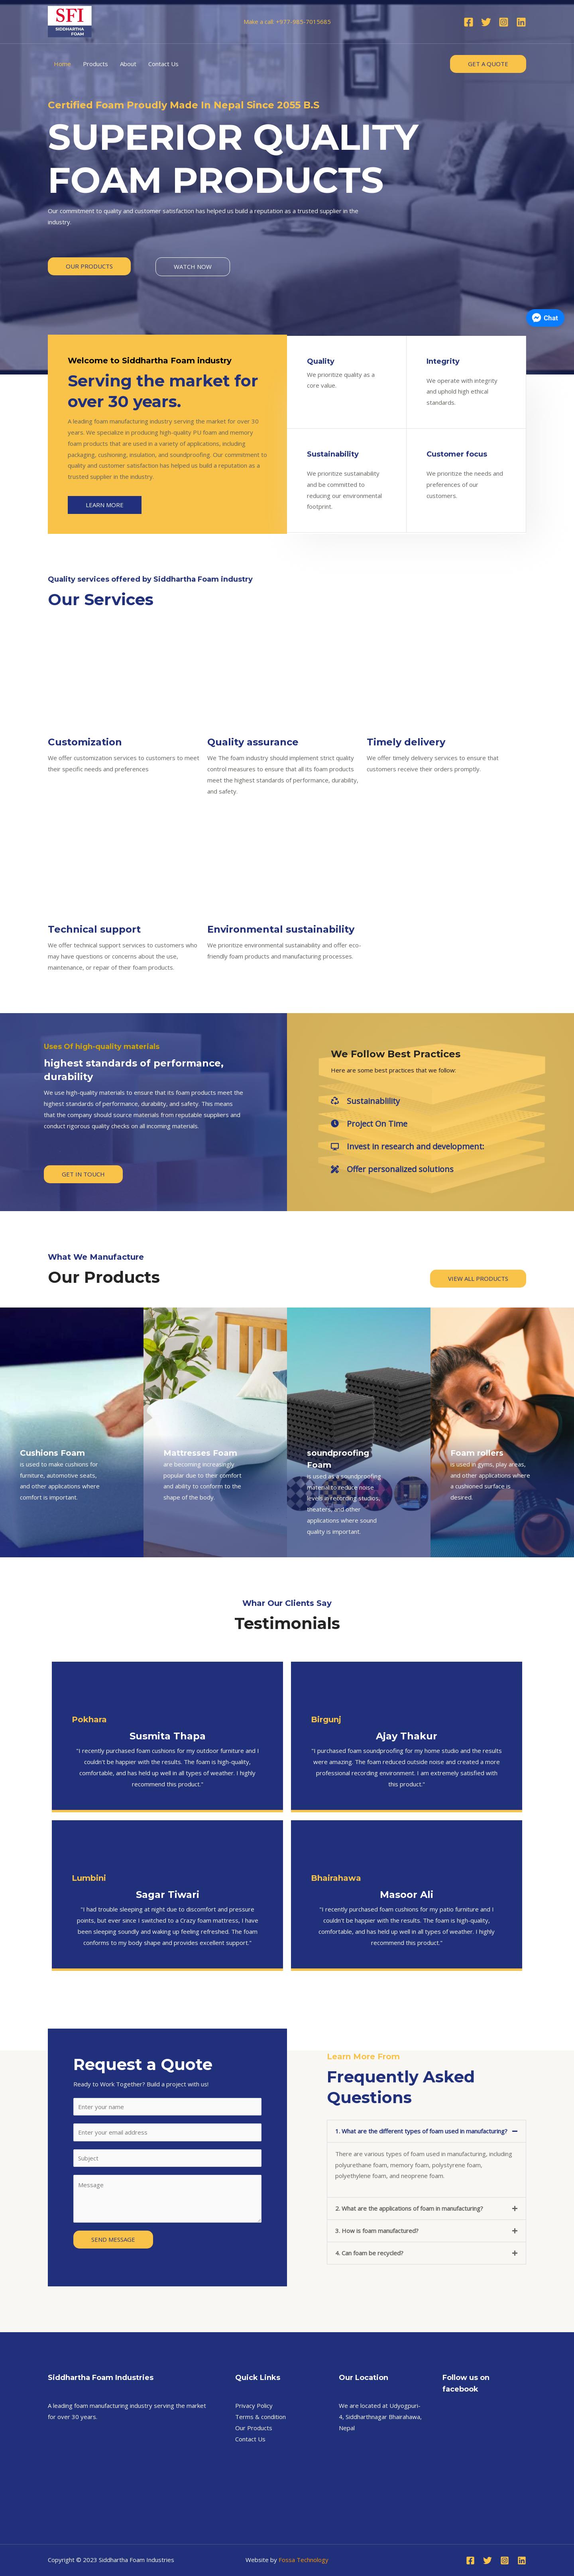 SFI
SIDDHARTHA
FOAM
Make a call: +977-985-7015685
Home
Products
About
Contact Us
GET A QUOTE
Certified Foam Proudly Made In Nepal Since 2055 B.S
SUPERIOR QUALITY
FOAM PRODUCTS
Our commitment to quality and customer satisfaction has helped us build a reputation as a trusted supplier in the
industry.
OUR PRODUCTS
WATCH NOW
Chat
Welcome to Siddhartha Foam industry
Serving the market for
over 30 years.
A leading foam manufacturing industry serving the market for over 30
years. We specialize in producing high-quality PU foam and memory
foam products that are used in a variety of applications, including
packaging, cushioning, insulation, and soundproofing. Our commitment to
quality and customer satisfaction has helped us build a reputation as a
trusted supplier in the industry.
LEARN MORE
Quality
We prioritize quality as a
core value.
Integrity
We operate with integrity
and uphold high ethical
standards.
Sustainability
We prioritize sustainability
and be committed to
reducing our environmental
footprint.
Customer focus
We prioritize the needs and
preferences of our
customers.
Quality services offered by Siddhartha Foam industry
Our Services
Customization
We offer customization services to customers to meet
their specific needs and preferences
Quality assurance
We The foam industry should implement strict quality
control measures to ensure that all its foam products
meet the highest standards of performance, durability,
and safety.
Timely delivery
We offer timely delivery services to ensure that
customers receive their orders promptly.
Technical support
We offer technical support services to customers who
may have questions or concerns about the use,
maintenance, or repair of their foam products.
Environmental sustainability
We prioritize environmental sustainability and offer eco-
friendly foam products and manufacturing processes.
Uses Of high-quality materials
highest standards of performance,
durability
We use high-quality materials to ensure that its foam products meet the
highest standards of performance, durability, and safety. This means
that the company should source materials from reputable suppliers and
conduct rigorous quality checks on all incoming materials.
GET IN TOUCH
We Follow Best Practices
Here are some best practices that we follow:
Sustainablility
Project On Time
Invest in research and development:
Offer personalized solutions
What We Manufacture
Our Products
VIEW ALL PRODUCTS
Cushions Foam
is used to make cushions for
furniture, automotive seats,
and other applications where
comfort is important.
Mattresses Foam
are becoming increasingly
popular due to their comfort
and ability to conform to the
shape of the body.
soundproofing
Foam
is used as a soundproofing
material to reduce noise
levels in recording studios,
theaters, and other
applications where sound
quality is important.
Foam rollers
is used in gyms, play areas,
and other applications where
a cushioned surface is
desired.
Whar Our Clients Say
Testimonials
Pokhara
Susmita Thapa
"I recently purchased foam cushions for my outdoor furniture and I
couldn't be happier with the results. The foam is high-quality,
comfortable, and has held up well in all types of weather. I highly
recommend this product."
Birgunj
Ajay Thakur
"I purchased foam soundproofing for my home studio and the results
were amazing. The foam reduced outside noise and created a more
professional recording environment. I am extremely satisfied with
this product."
Lumbini
Sagar Tiwari
"I had trouble sleeping at night due to discomfort and pressure
points, but ever since I switched to a Crazy foam mattress, I have
been sleeping soundly and waking up feeling refreshed. The foam
conforms to my body shape and provides excellent support."
Bhairahawa
Masoor Ali
"I recently purchased foam cushions for my patio furniture and I
couldn't be happier with the results. The foam is high-quality,
comfortable, and has held up well in all types of weather. I highly
recommend this product."
Request a Quote
Ready to Work Together? Build a project with us!
Enter your name
Enter your email address
Subject
Message
SEND MESSAGE
Learn More From
Frequently Asked
Questions
1. What are the different types of foam used in manufacturing?
There are various types of foam used in manufacturing, including
polyurethane foam, memory foam, polystyrene foam,
polyethylene foam, and neoprene foam.
2. What are the applications of foam in manufacturing?
3. How is foam manufactured?
4. Can foam be recycled?
Siddhartha Foam Industries
A leading foam manufacturing industry serving the market
for over 30 years.
Quick Links
Privacy Policy
Terms & condition
Our Products
Contact Us
Our Location
We are located at Udyogpuri-
4, Siddharthnagar Bhairahawa,
Nepal
Follow us on
facebook
Copyright © 2023 Siddhartha Foam Industries
Website by Fossa Technology